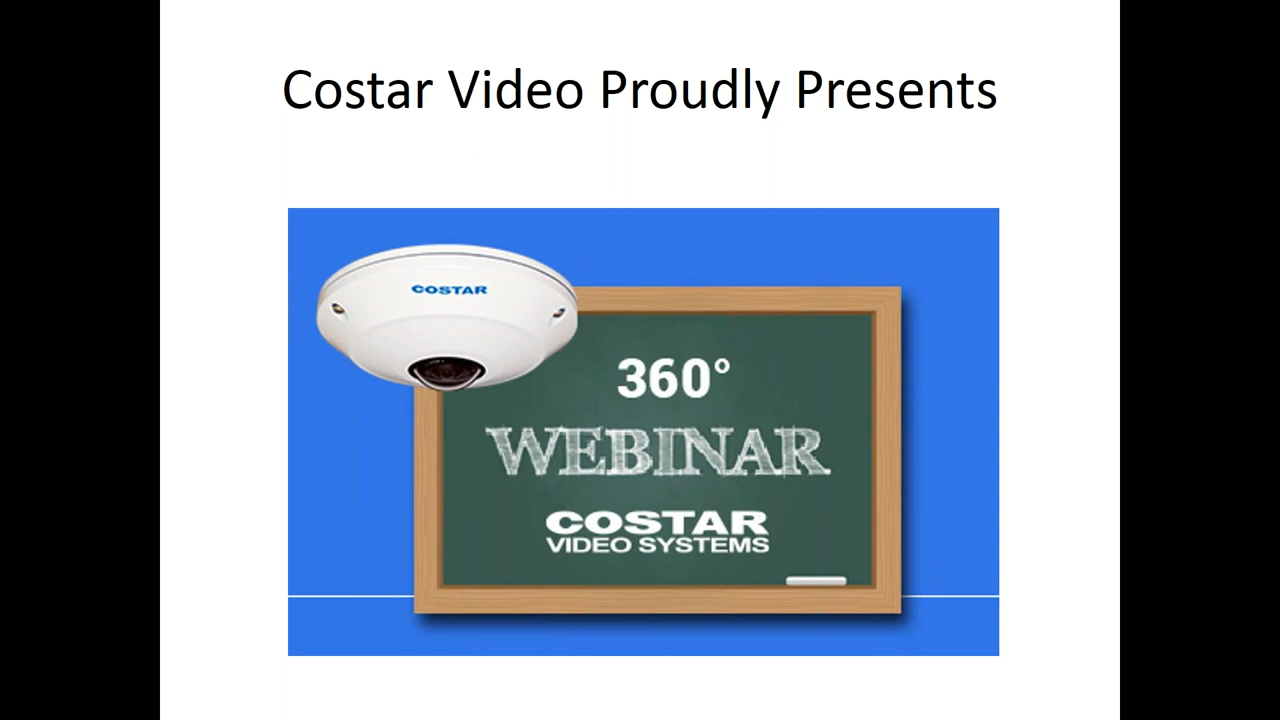 Costar Video Proudly Presents
COSTAR
360°
WEBINAR
COSTAR
VIDEO SYSTEMS